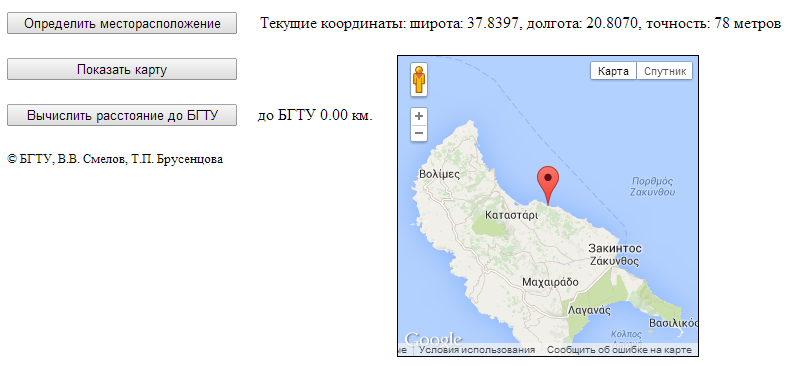 Определить месторасположение
Текущие координаты: широта: 37.8397, долгота: 20.8070, точность: 78 метров
Показать карту
Карта
Спутник
+
−
Вычислить расстояние до БГТУ
до БГТУ 0.00 км.
© БГТУ, В.В. Смелов, Т.П. Брусенцова
Βολίμες
Πορθμός
Ζακύνθου
Καταστάρι
Закинтос
Ζάκυνθος
Μαχαιράδο
Λαγανάς
Βασιλικός
Κόλπος
Google
Условия использования
Сообщить об ошибке на карте